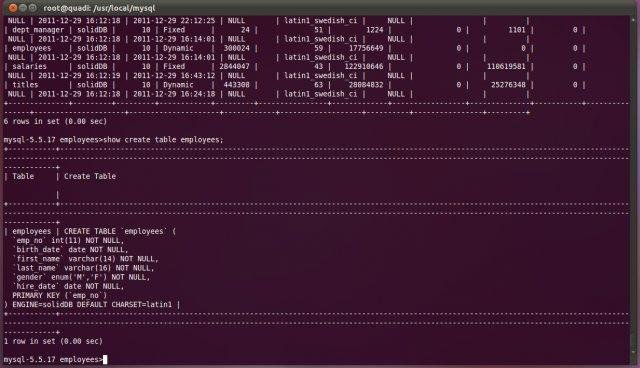 root@quadi: /usr/local/mysql
NULL | 2011-12-29 16:12:18 | 2011-12-29 22:12:25 | NULL | latin1_swedish_ci | NULL | | |
| dept_manager | solidDB | 10 | Fixed | 24 | 51 | 1224 | 0 | 1101 | 0 |
NULL | 2011-12-29 16:12:18 | 2011-12-29 16:14:01 | NULL | latin1_swedish_ci | NULL | | |
| employees | solidDB | 10 | Dynamic | 300024 | 59 | 17756649 | 0 | 0 | 0 |
NULL | 2011-12-29 16:12:18 | 2011-12-29 16:14:01 | NULL | latin1_swedish_ci | NULL | | |
| salaries | solidDB | 10 | Fixed | 2844047 | 43 | 122910646 | 0 | 110619581 | 0 |
NULL | 2011-12-29 16:12:19 | 2011-12-29 16:43:12 | NULL | latin1_swedish_ci | NULL | | |
| titles | solidDB | 10 | Dynamic | 443308 | 63 | 28084832 | 0 | 25276348 | 0 |
NULL | 2011-12-29 16:12:18 | 2011-12-29 16:24:18 | NULL | latin1_swedish_ci | NULL | | |
6 rows in set (0.00 sec)
mysql-5.5.17 employees>show create table employees;
| Table | Create Table
|
| employees | CREATE TABLE `employees` (
`emp_no` int(11) NOT NULL,
`birth_date` date NOT NULL,
`first_name` varchar(14) NOT NULL,
`last_name` varchar(16) NOT NULL,
`gender` enum('M','F') NOT NULL,
`hire_date` date NOT NULL,
PRIMARY KEY (`emp_no`)
) ENGINE=solidDB DEFAULT CHARSET=latin1 |
1 row in set (0.00 sec)
mysql-5.5.17 employees>